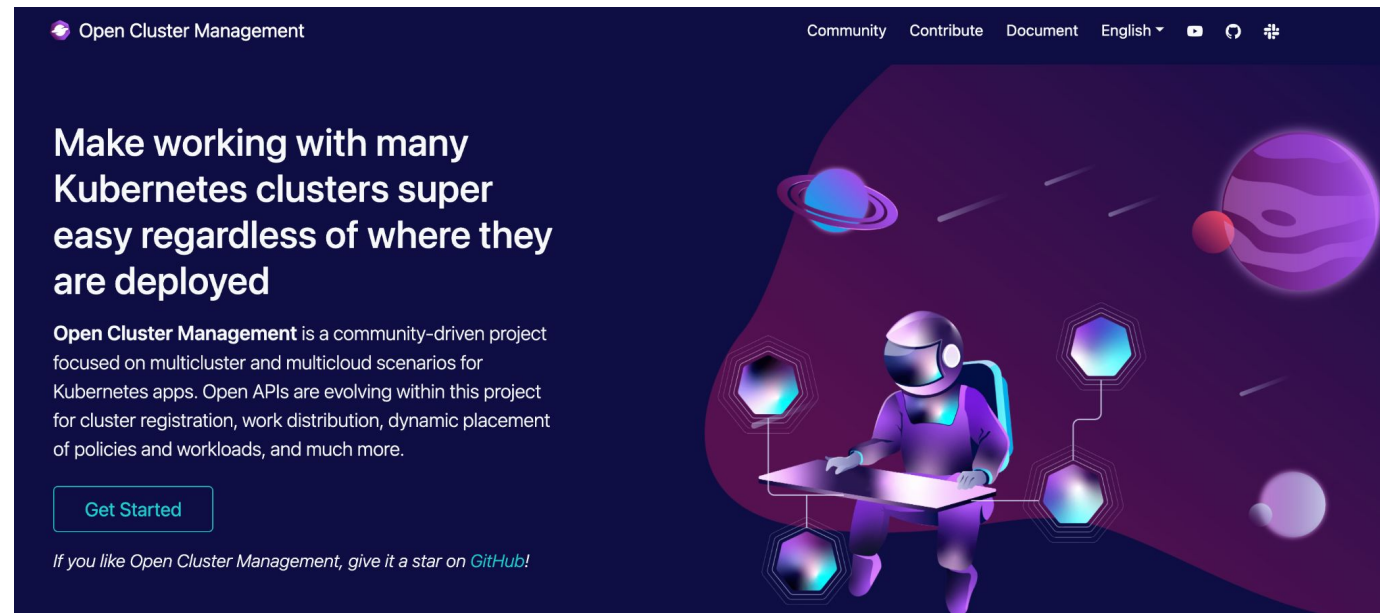 Open Cluster Management
Community Contribute Document English
Make working with many
Kubernetes clusters super
easy regardless of where they
are deployed
Open Cluster Management is a community-driven project
focused on multicluster and multicloud scenarios for
Kubernetes apps. Open APIs are evolving within this project
for cluster registration, work distribution, dynamic placement
of policies and workloads, and much more.
Get Started
If you like Open Cluster Management, give it a star on GitHub!